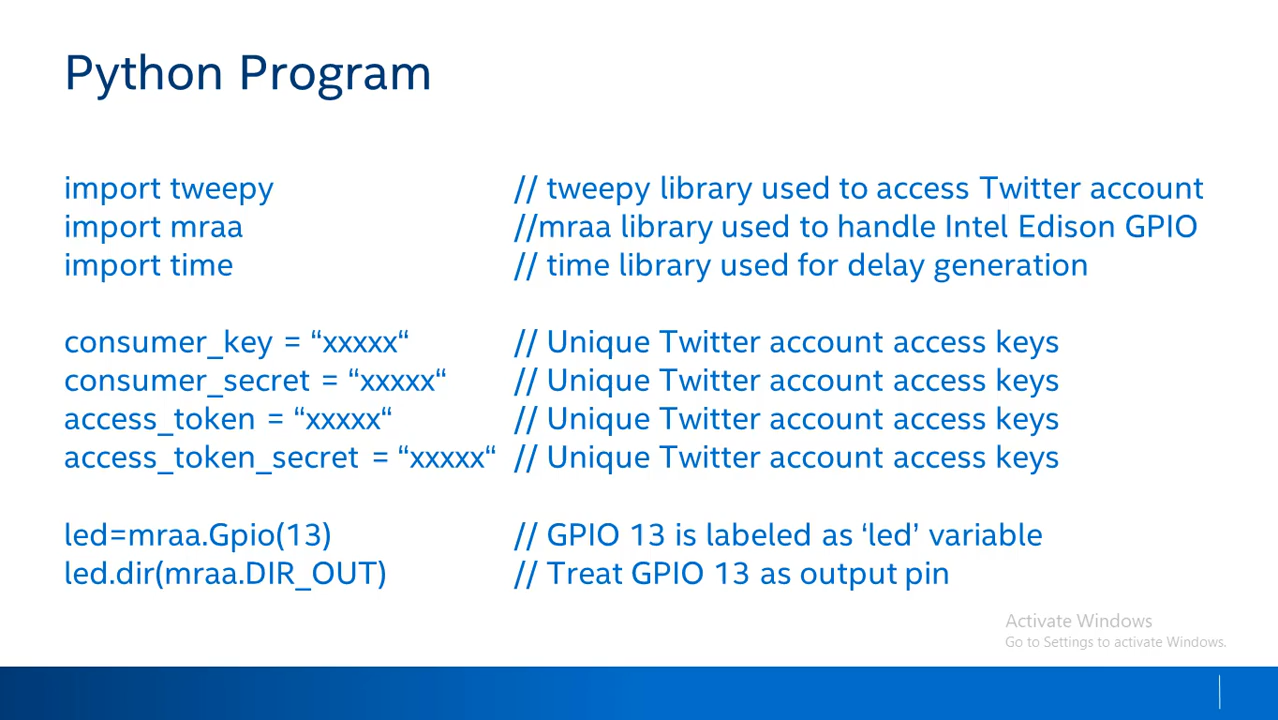 Python Program
import tweepy // tweepy library used to access Twitter account
import mraa //mraa library used to handle Intel Edison GPIO
import time // time library used for delay generation
consumer_key = “xxxxx“ // Unique Twitter account access keys
consumer_secret = “xxxxx“ // Unique Twitter account access keys
access_token = “xxxxx“ // Unique Twitter account access keys
access_token_secret = “xxxxx“ // Unique Twitter account access keys
led=mraa.Gpio(13) // GPIO 13 is labeled as ‘led’ variable
led.dir(mraa.DIR_OUT) // Treat GPIO 13 as output pin
Activate Windows
Go to Settings to activate Windows.